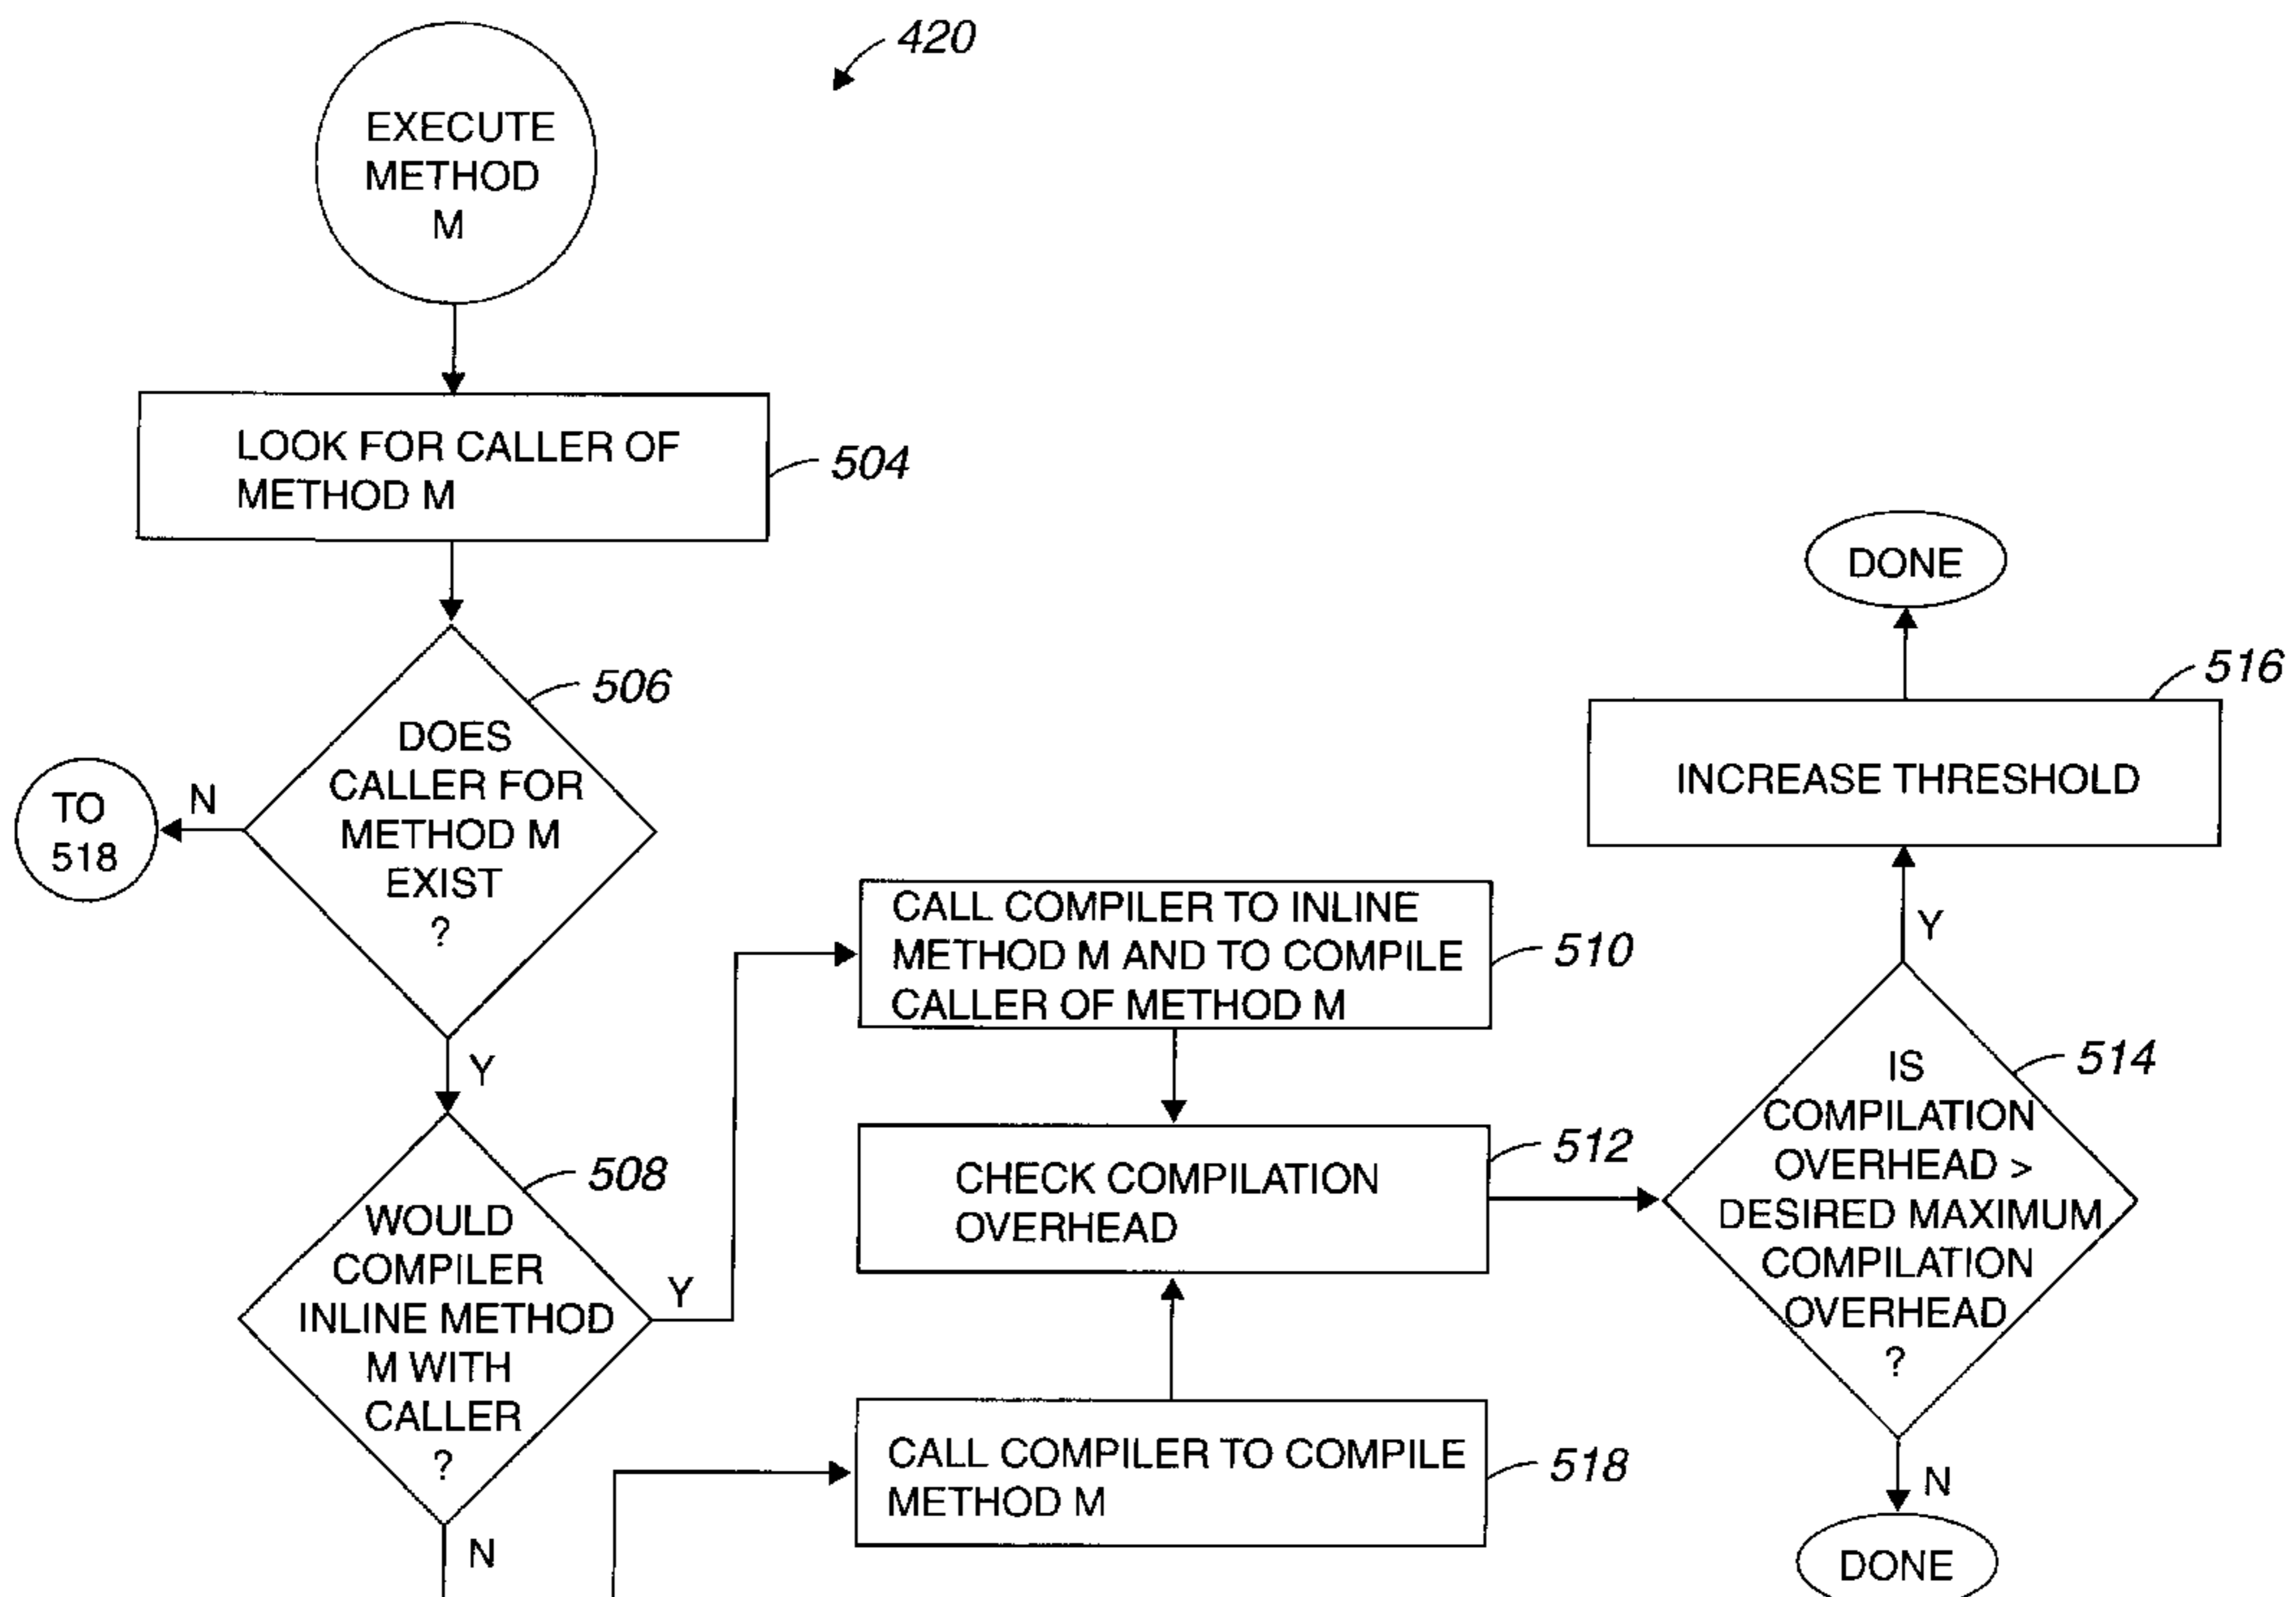 420
EXECUTE
METHOD
M
LOOK FOR CALLER OF
METHOD M
504
506
DOES
CALLER FOR
METHOD M
EXIST
?
N
TO
518
Y
508
WOULD
COMPILER
INLINE METHOD
M WITH
CALLER
?
Y
N
CALL COMPILER TO INLINE
METHOD M AND TO COMPILE
CALLER OF METHOD M
510
CHECK COMPILATION
OVERHEAD
512
CALL COMPILER TO COMPILE
METHOD M
518
DONE
516
INCREASE THRESHOLD
Y
514
IS
COMPILATION
OVERHEAD >
DESIRED MAXIMUM
COMPILATION
OVERHEAD
?
N
DONE